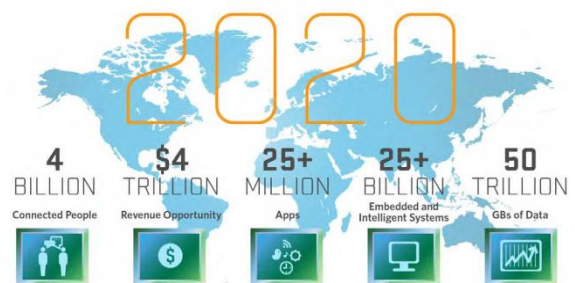 2020
4
BILLION
Connected People
$4
TRILLION
Revenue Opportunity
25+
MILLION
Apps
25+
BILLION
Embedded and
Intelligent Systems
50
TRILLION
GBs of Data